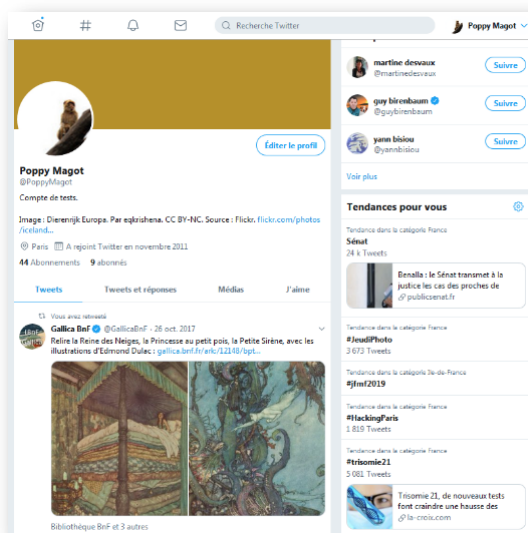 Recherche Twitter
Poppy Magot
Éditer le profil
Poppy Magot
@PoppyMagot
Compte de tests.
Image : Dierenrijk Europa. Par eqkrishena. CC BY-NC. Source : Flickr. flickr.com/photos
/iceland...
Paris A rejoint Twitter en novembre 2011
44 Abonnements 9 abonnés
Tweets Tweets et réponses Médias J'aime
Vous avez retweeté
Gallica BnF @GallicaBnF - 26 oct. 2017
Relire la Reine des Neiges, la Princesse au petit pois, la Petite Sirène, avec les
illustrations d'Edmond Dulac : gallica.bnf.fr/ark:/12148/bpt...
Bibliothèque BnF et 3 autres
martine desvaux
@martinedesvaux
Suivre
guy birenbaum
@guybirenbaum
Suivre
yann bisiou
@yannbisiou
Suivre
Voir plus
Tendances pour vous
Tendance dans la catégorie France
Sénat
24 k Tweets
Benalla : le Sénat transmet à la
justice les cas des proches de
publicsenat.fr
Tendance dans la catégorie France
#JeudiPhoto
3 673 Tweets
Tendance dans la catégorie Ile-de-France
#jfmf2019
Tendance dans la catégorie France
#HackingParis
1 819 Tweets
Tendance dans la catégorie France
#trisomie21
5 081 Tweets
Trisomie 21, de nouveaux tests
font craindre une hausse des
la-croix.com